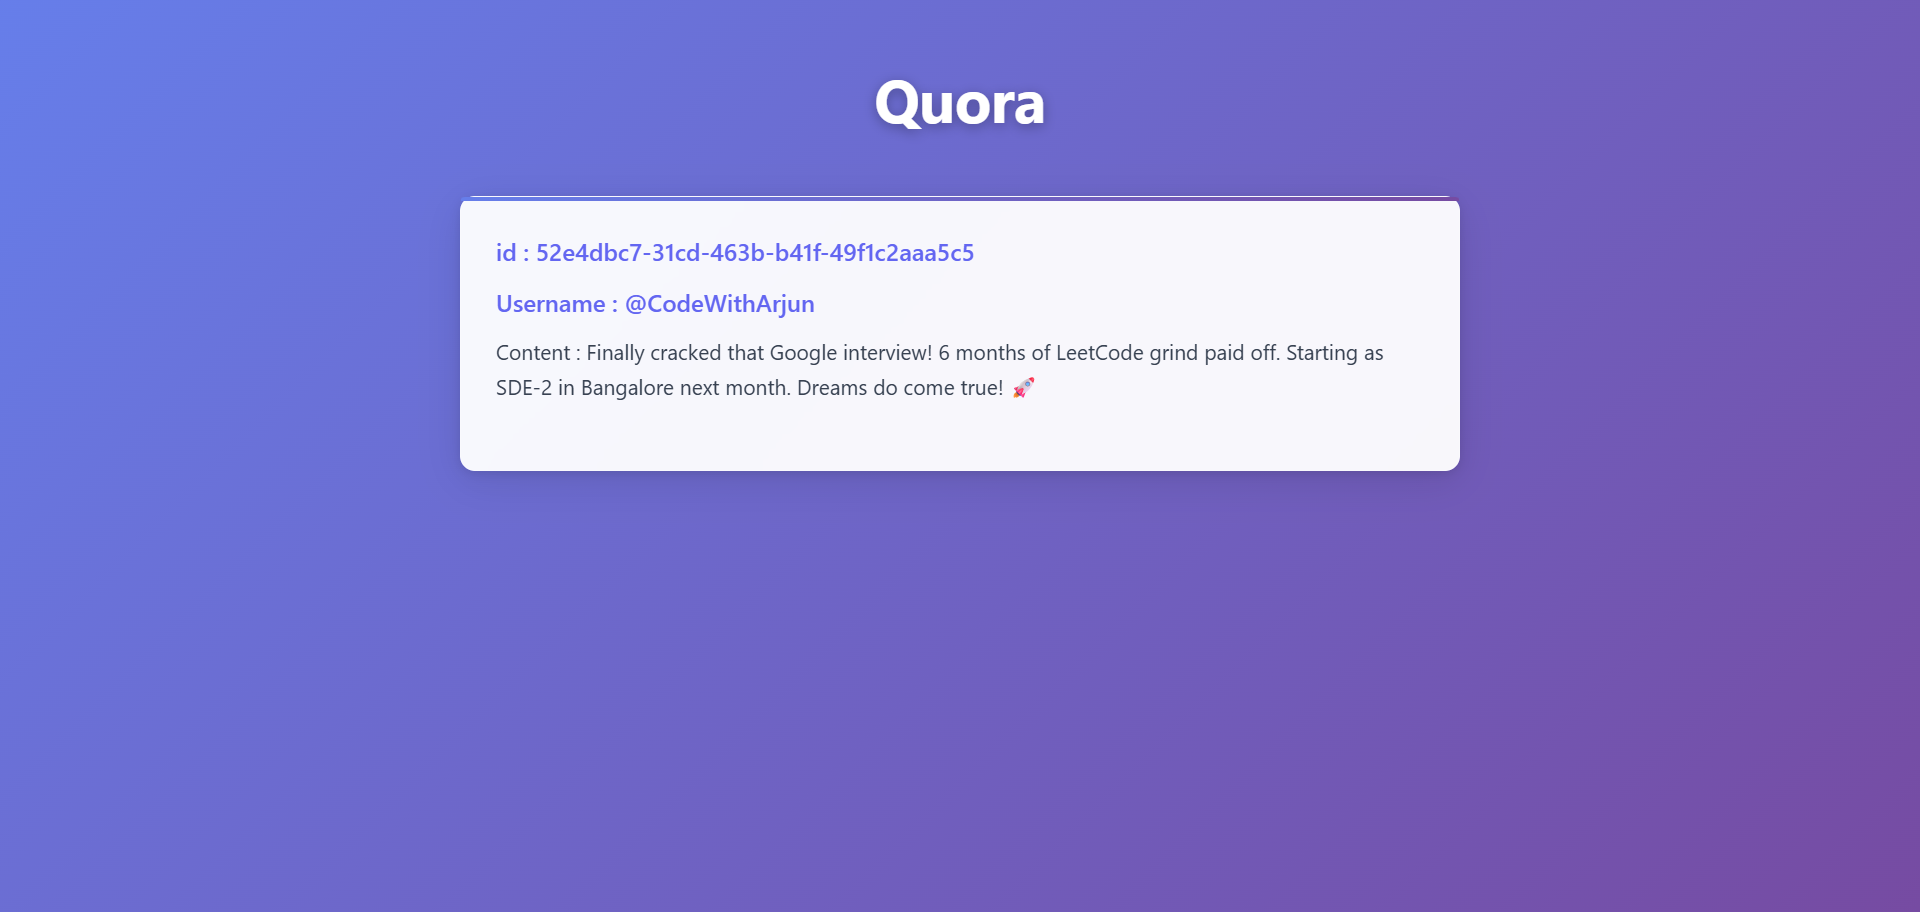 Quora
id : 52e4dbc7-31cd-463b-b41f-49f1c2aaa5c5
Username : @CodeWithArjun
Content : Finally cracked that Google interview! 6 months of LeetCode grind paid off. Starting as
SDE-2 in Bangalore next month. Dreams do come true! 🚀